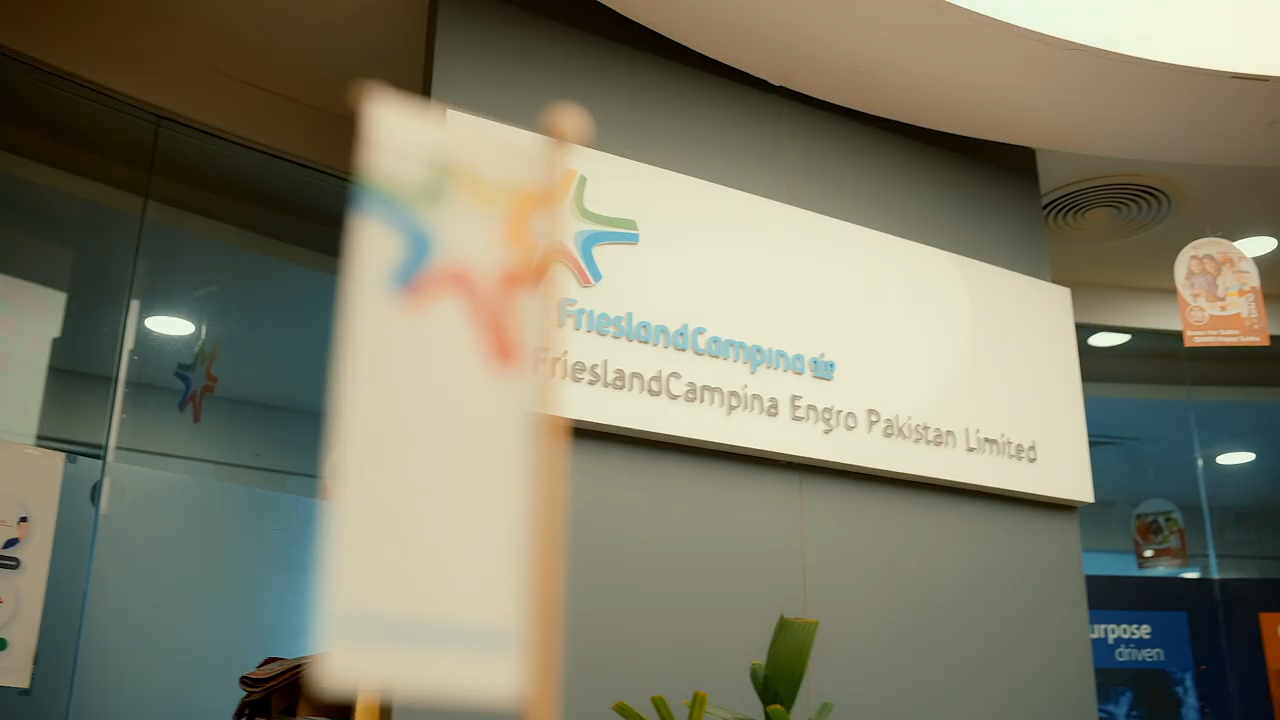 FrieslandCampina
FrieslandCampina Engro Pakistan Limited
urpose
driven